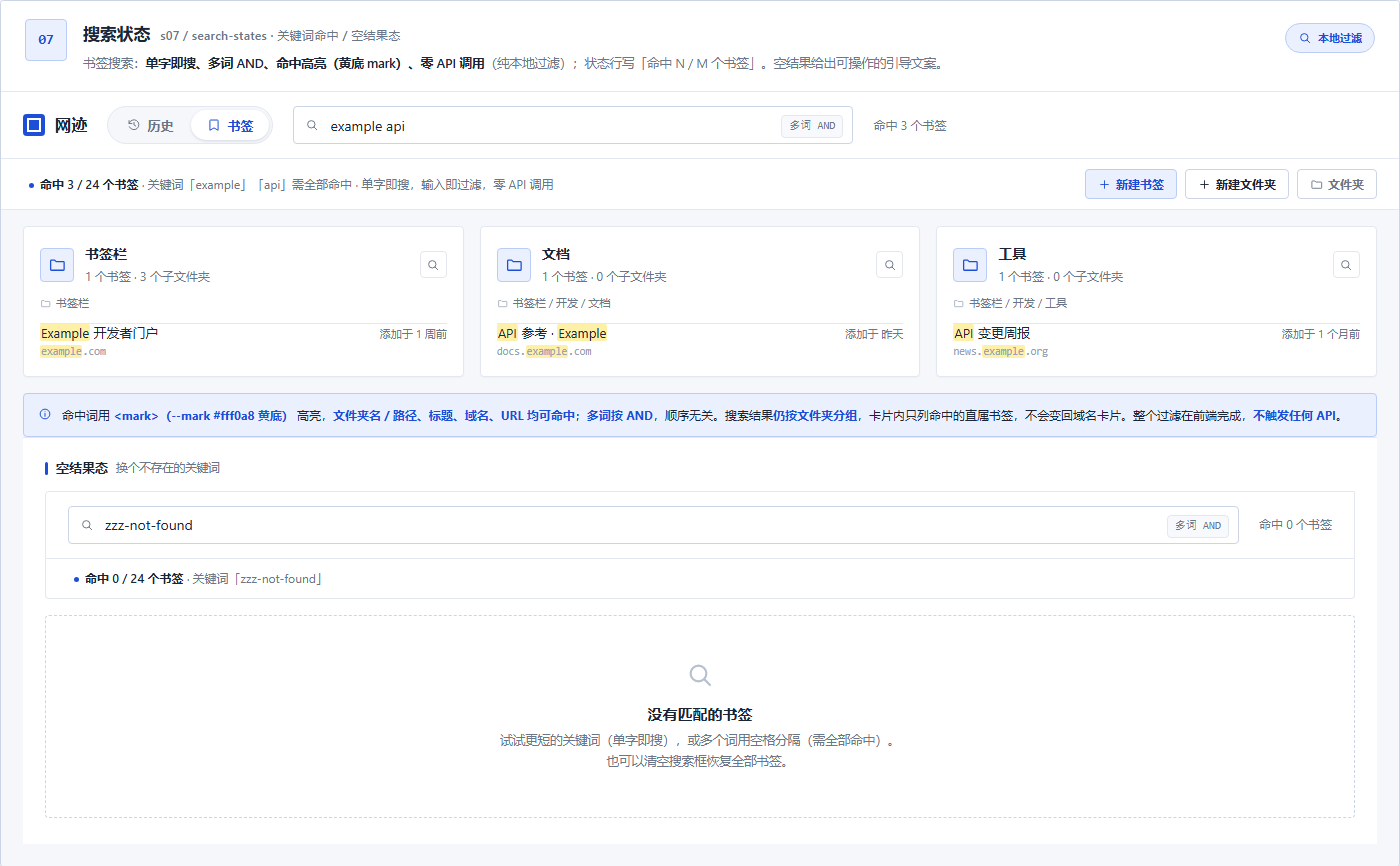 07
搜索状态 s07 / search-states · 关键词命中 / 空结果态
本地过滤
书签搜索：单字即搜、多词 AND、命中高亮（黄底 mark）、零 API 调用（纯本地过滤）；状态行写「命中 N / M 个书签」。空结果给出可操作的引导文案。
网迹
历史
书签
example api
多词 AND
命中 3 个书签
命中 3 / 24 个书签 · 关键词「example」「api」需全部命中 · 单字即搜，输入即过滤，零 API 调用
新建书签
新建文件夹
文件夹
书签栏
1 个书签 · 3 个子文件夹
书签栏
Example 开发者门户
添加于 1 周前
example.com
文档
1 个书签 · 0 个子文件夹
书签栏 / 开发 / 文档
API 参考 · Example
添加于 昨天
docs.example.com
工具
1 个书签 · 0 个子文件夹
书签栏 / 开发 / 工具
API 变更周报
添加于 1 个月前
news.example.org
命中词用 <mark>（--mark #fff0a8 黄底） 高亮，文件夹名 / 路径、标题、域名、URL 均可命中；多词按 AND，顺序无关。搜索结果仍按文件夹分组，卡片内只列命中的直属书签，不会变回域名卡片。整个过滤在前端完成，不触发任何 API。
空结果态 换个不存在的关键词
zzz-not-found
多词 AND
命中 0 个书签
命中 0 / 24 个书签 · 关键词「zzz-not-found」
没有匹配的书签
试试更短的关键词（单字即搜），或多个词用空格分隔（需全部命中）。
也可以清空搜索框恢复全部书签。